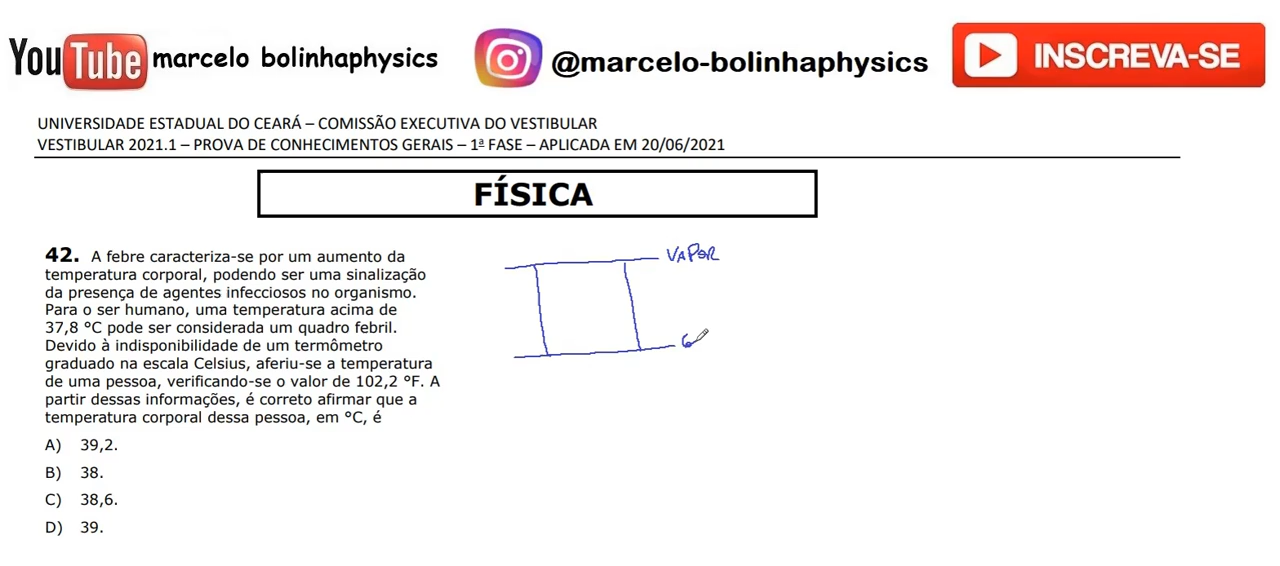 YouTube marcelo bolinhaphysics @marcelo-bolinhaphysics INSCREVA-SE
UNIVERSIDADE ESTADUAL DO CEARÁ – COMISSÃO EXECUTIVA DO VESTIBULAR
VESTIBULAR 2021.1 – PROVA DE CONHECIMENTOS GERAIS – 1ª FASE – APLICADA EM 20/06/2021
FÍSICA
42. A febre caracteriza-se por um aumento da
temperatura corporal, podendo ser uma sinalização
da presença de agentes infecciosos no organismo.
Para o ser humano, uma temperatura acima de
37,8 °C pode ser considerada um quadro febril.
Devido à indisponibilidade de um termômetro
graduado na escala Celsius, aferiu-se a temperatura
de uma pessoa, verificando-se o valor de 102,2 °F. A
partir dessas informações, é correto afirmar que a
temperatura corporal dessa pessoa, em °C, é
A) 39,2.
B) 38.
C) 38,6.
D) 39.
VAPOR